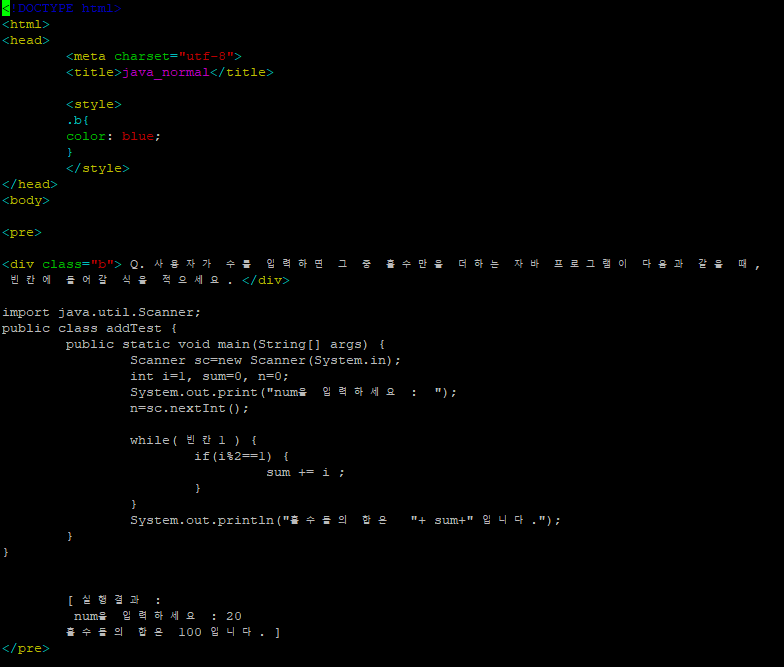 <!DOCTYPE html>
<html>
<head>
<meta charset="utf-8">
<title>java_normal</title>
<style>
.b{
color: blue;
}
</style>
</head>
<body>
<pre>
<div class="b"> Q. 사용자가 수를 입력하면 그 중 홀수만을 더하는 자바 프로그램이 다음과 같을 때,
빈칸에 들어갈 식을 적으세요. </div>
import java.util.Scanner;
public class addTest {
public static void main(String[] args) {
Scanner sc=new Scanner(System.in);
int i=1, sum=0, n=0;
System.out.print("num을 입력하세요 : ");
n=sc.nextInt();
while( 빈칸1 ) {
if(i%2==1) {
sum += i ;
}
}
System.out.println("홀수들의 합은 "+ sum+" 입니다.");
}
}
[ 실행결과 :
num을 입력하세요 : 20
홀수들의 합은 100 입니다. ]
</pre>